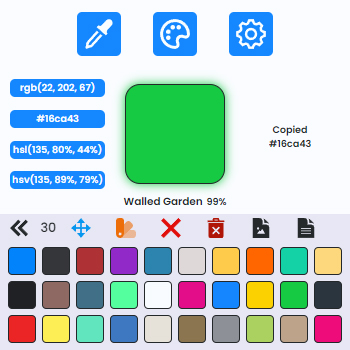 rgb(22, 202, 67)
#16ca43
hsl(135, 80%, 44%)
hsv(135, 89%, 79%)
Copied
#16ca43
Walled Garden 99%
30